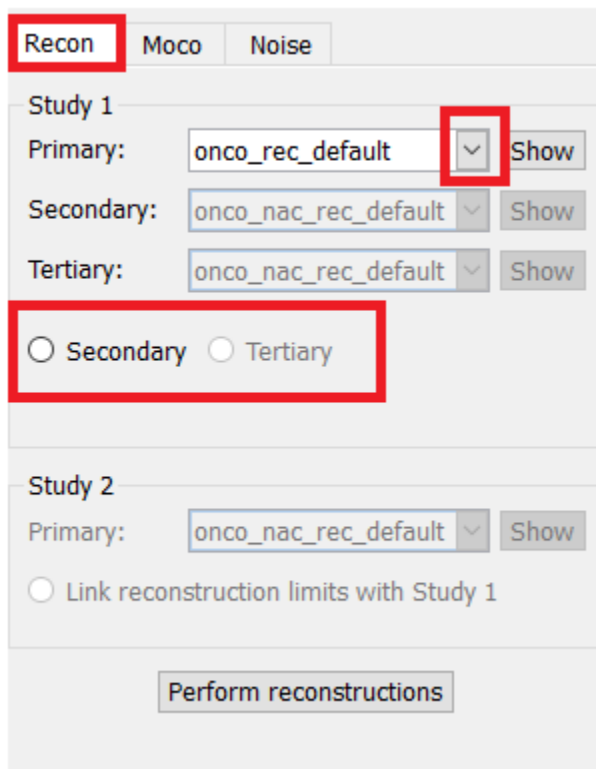 Recon Moco Noise
Study 1
Primary: onco_rec_default Show
Secondary: onco_nac_rec_default Show
Tertiary: onco_nac_rec_default Show
Secondary Tertiary
Study 2
Primary: onco_nac_rec_default Show
Link reconstruction limits with Study 1
Perform reconstructions